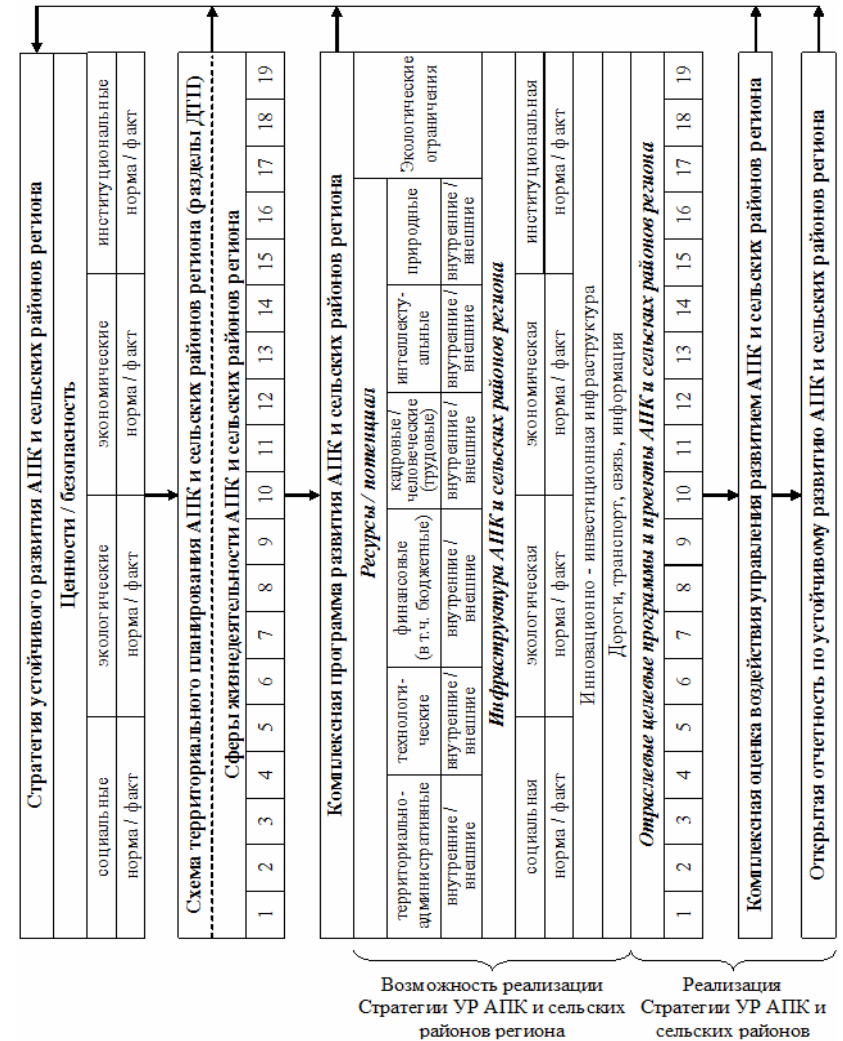 Стратегия устойчивого развития АПК и сельских районов региона
Ценности / безопасность
социальные экологические экономические институциональные
норма / факт норма / факт норма / факт норма / факт
Схема территориального планирования АПК и сельских районов региона (разделы ДТП)
Сферы жизнедеятельности АПК и сельских районов региона
1 2 3 4 5 6 7 8 9 10 11 12 13 14 15 16 17 18 19
Комплексная программа развития АПК и сельских районов региона
Ресурсы / потенциал
территориально-
административные
технологи-
ческие
финансовые
(в т.ч. бюджетные)
кадровые /
человеческие
(трудовые)
интеллекту-
альные
природные
Экологические
ограничения
внутренние /
внешние
внутренние /
внешние
внутренние /
внешние
внутренние /
внешние
внутренние /
внешние
внутренние /
внешние
Инфраструктура АПК и сельских районов региона
социальная экологическая экономическая институциональная
норма / факт норма / факт норма / факт норма / факт
Инновационно - инвестиционная инфраструктура
Дороги, транспорт, связь, информация
Отраслевые целевые программы и проекты АПК и сельских районов региона
1 2 3 4 5 6 7 8 9 10 11 12 13 14 15 16 17 18 19
Комплексная оценка воздействия управления развитием АПК и сельских районов региона
Открытая отчетность по устойчивому развитию АПК и сельских районов региона
Возможность реализации
Стратегии УР АПК и сельских
районов региона
Реализация
Стратегии УР АПК и
сельских районов